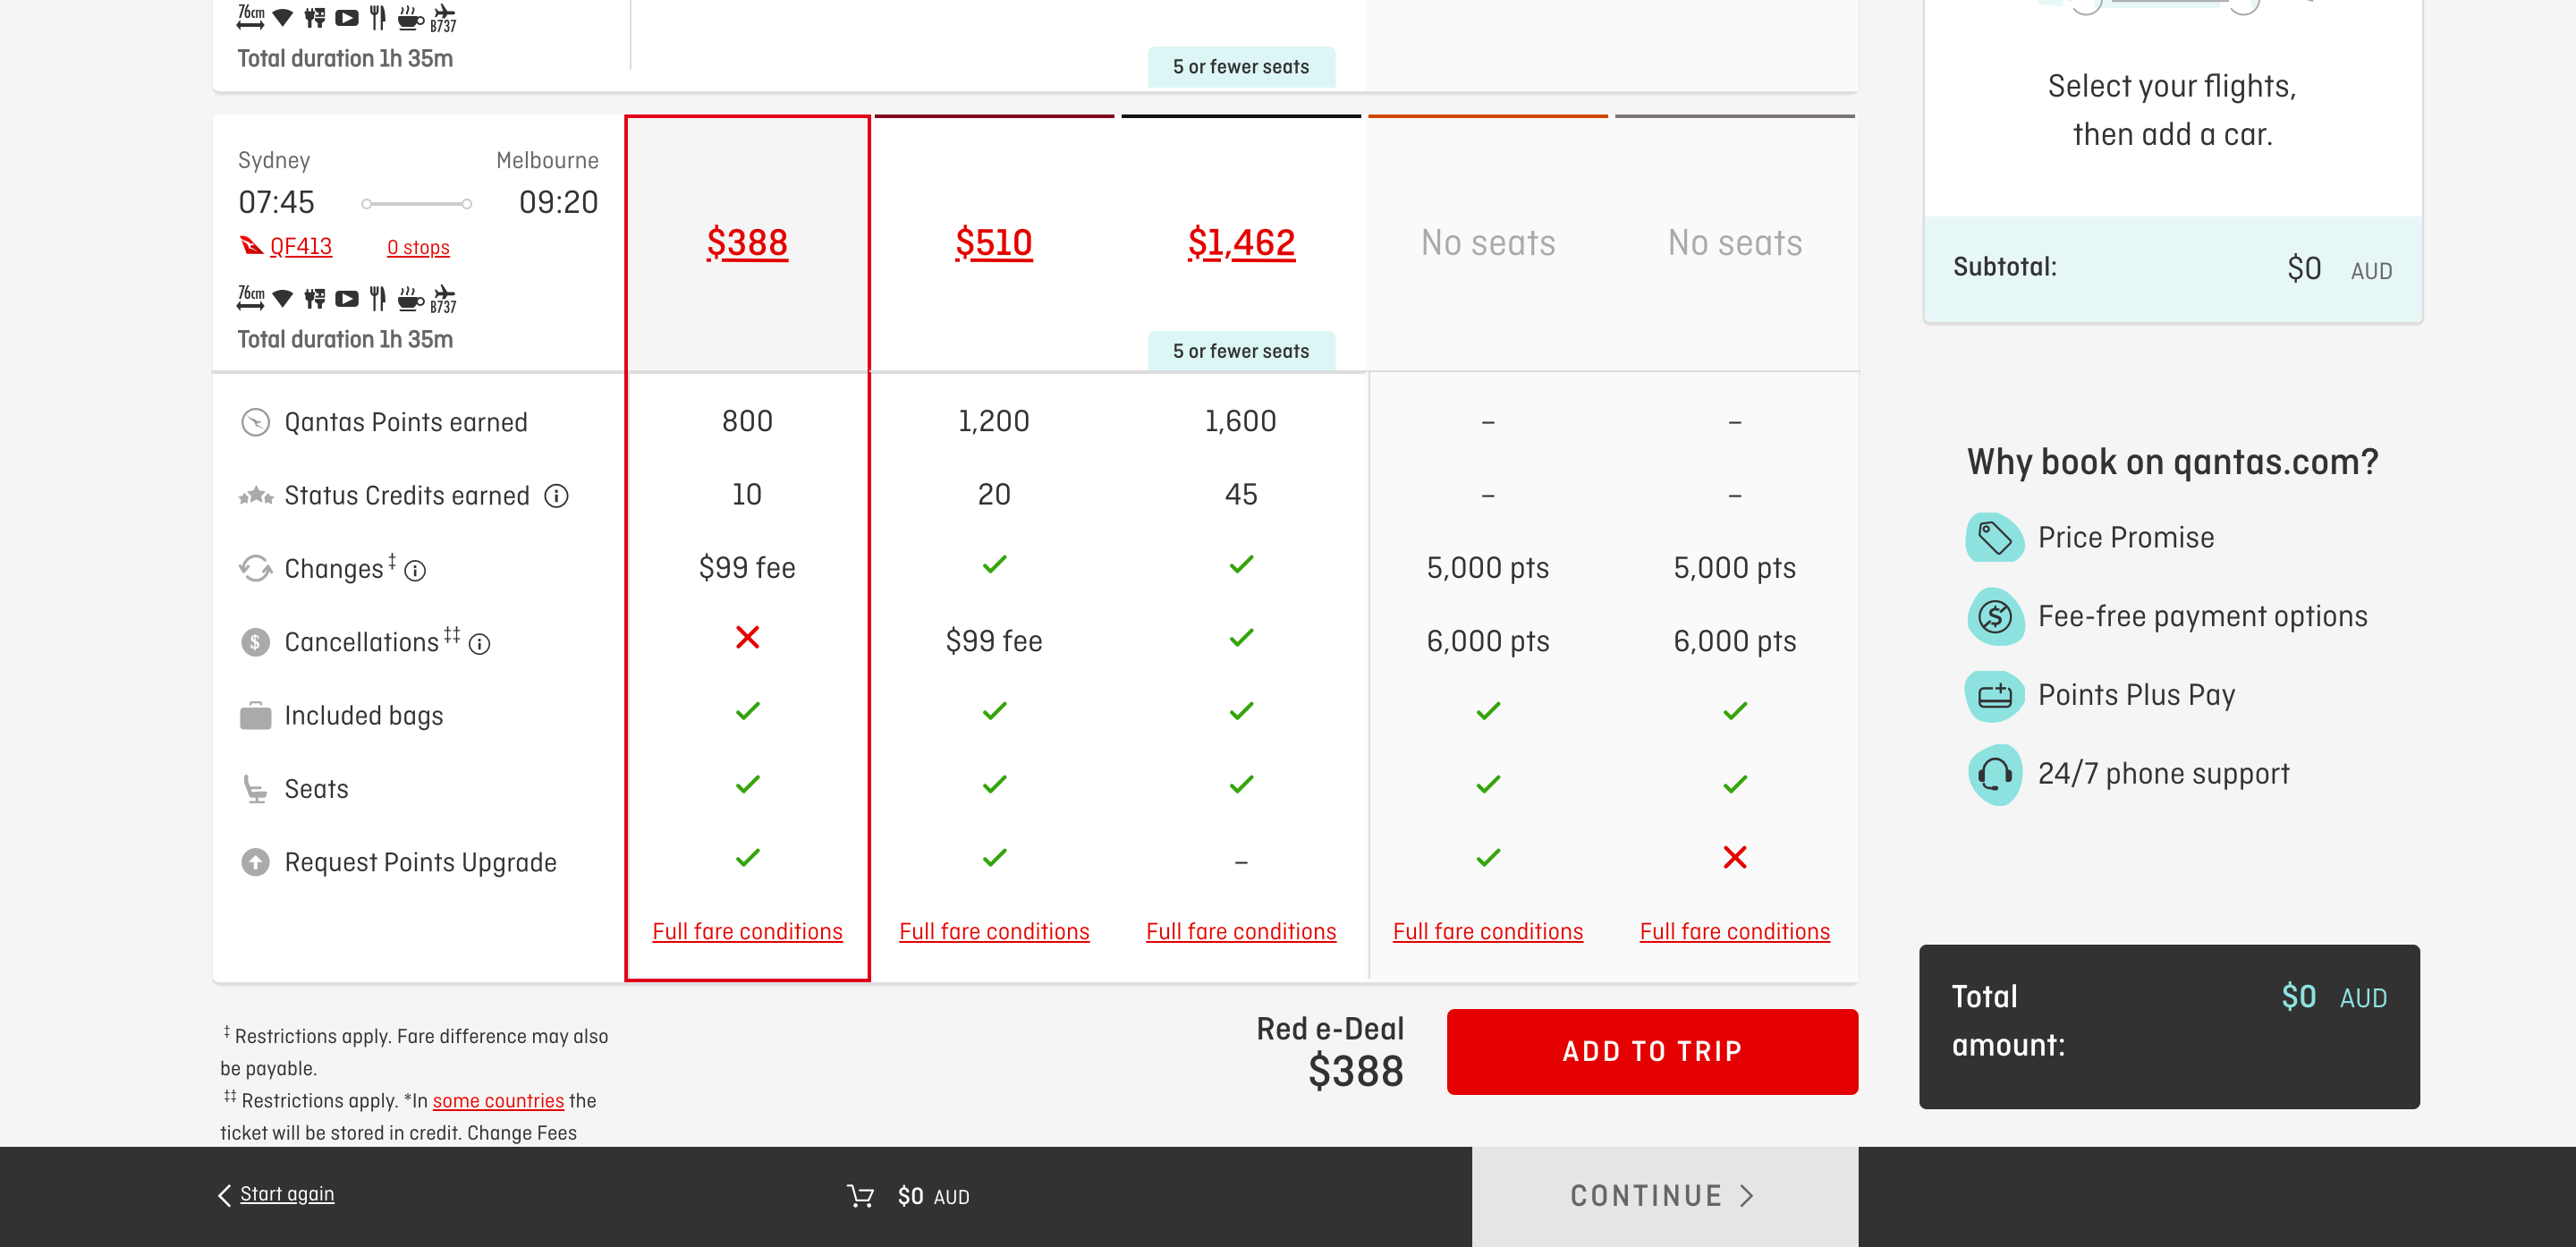 76cm B737
Total duration 1h 35m
5 or fewer seats
Sydney Melbourne
07:45 09:20
QF413 0 stops
76cm B737
Total duration 1h 35m
$388 $510 $1,462 No seats No seats
5 or fewer seats
Qantas Points earned 800 1,200 1,600 – –
Status Credits earned 10 20 45 – –
Changes‡ $99 fee 5,000 pts 5,000 pts
Cancellations‡‡ $99 fee 6,000 pts 6,000 pts
Included bags
Seats
Request Points Upgrade –
Full fare conditions Full fare conditions Full fare conditions Full fare conditions Full fare conditions
‡ Restrictions apply. Fare difference may also
be payable.
‡‡ Restrictions apply. *In some countries the
ticket will be stored in credit. Change Fees
Red e-Deal
$388
ADD TO TRIP
Select your flights,
then add a car.
Subtotal: $0 AUD
Why book on qantas.com?
Price Promise
Fee-free payment options
Points Plus Pay
24/7 phone support
Total
amount:
$0 AUD
Start again
$0 AUD
CONTINUE